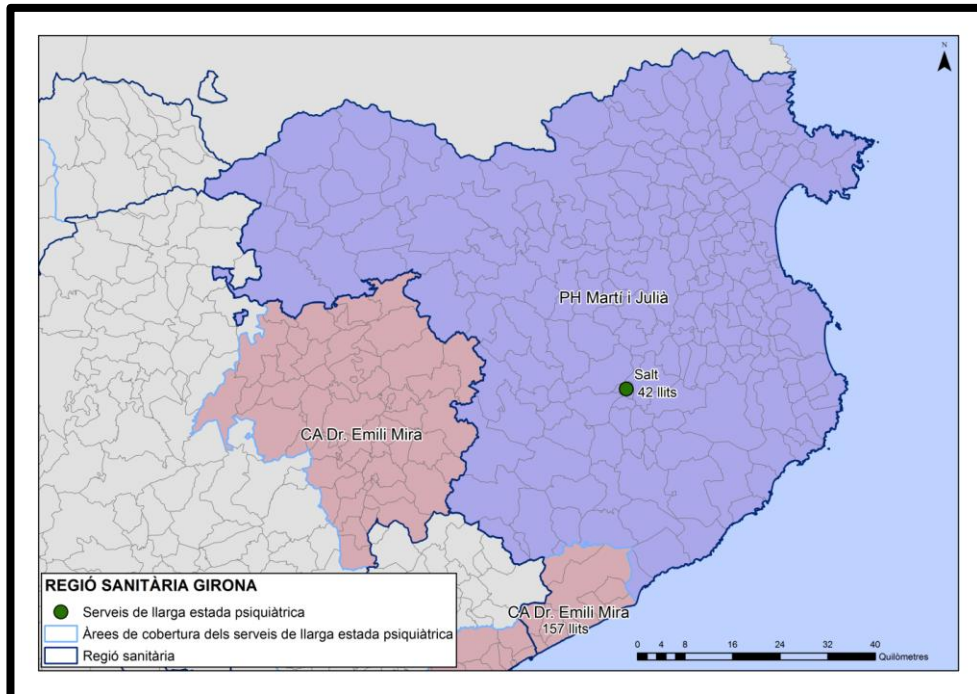 N
PH Martí i Julià
Salt
42 llits
CA Dr. Emili Mira
CA Dr. Emili Mira
157 llits
REGIÓ SANITÀRIA GIRONA
Serveis de llarga estada psiquiàtrica
Àrees de cobertura dels serveis de llarga estada psiquiàtrica
Regió sanitària
0 4 8 16 24 32 40
Quilòmetres